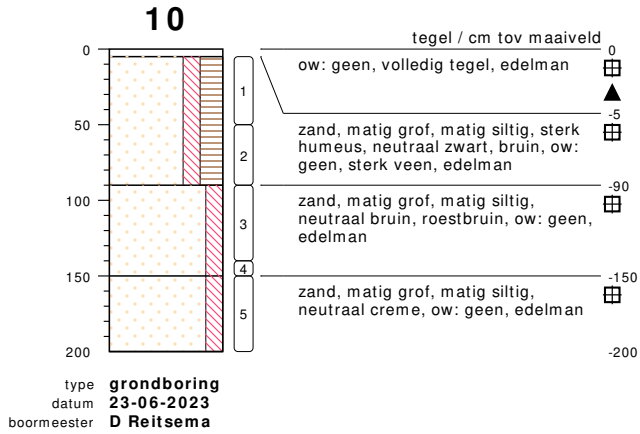 10
tegel / cm tov maaiveld
0
0
ow: geen, volledig tegel, edelman
1
-5
50
zand, matig grof, matig siltig, sterk
humeus, neutraal zwart, bruin, ow:
geen, sterk veen, edelman
2
-90
100
zand, matig grof, matig siltig,
neutraal bruin, roestbruin, ow: geen,
edelman
3
4
150
-150
zand, matig grof, matig siltig,
neutraal creme, ow: geen, edelman
5
200
-200
type grondboring
datum 23-06-2023
boormeester D Reitsema